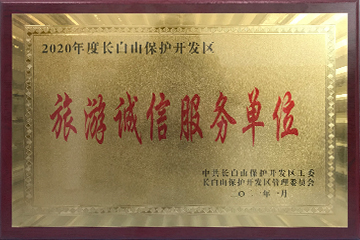 2020年度长白山保护开发区
旅游诚信服务单位
中共长白山保护开发区工委
长白山保护开发区管理委员会
二〇二一年一月